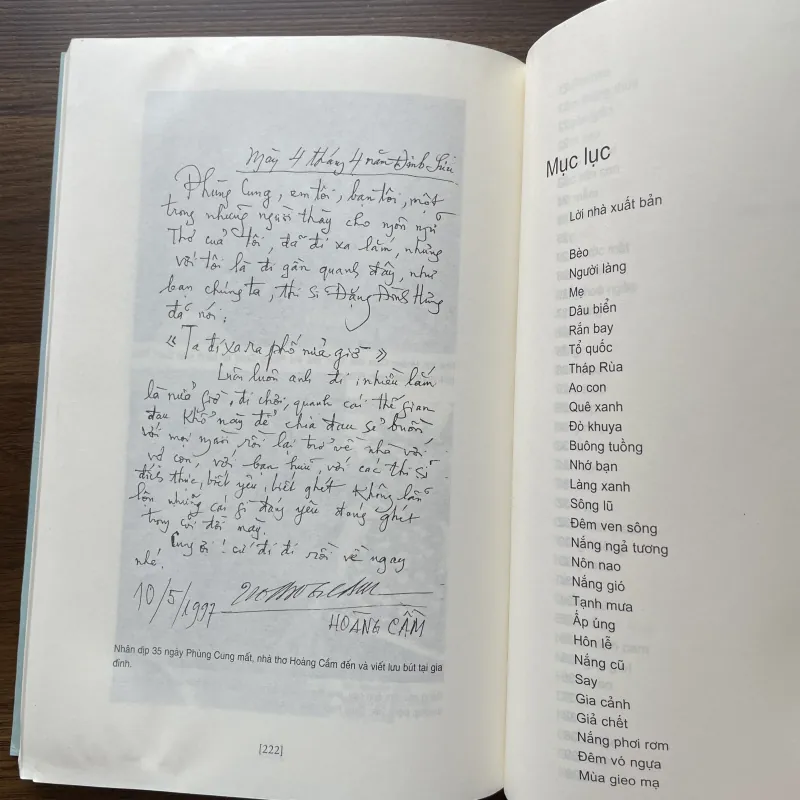 Mồng 4 tháng 4 năm Đinh-Sửu
Phùng Cung, em tôi, bạn tôi, một
trong những người thầy cho ngôn ngữ
Thơ của tôi, đã đi xa lắm, nhưng
với tôi là đi gần quanh đây, như
bạn chúng ta, thi sĩ Đặng Đình Hưng
đã nói:
«Ta đi xa ra phố nửa giờ»
Luôn luôn anh đi, nhiều lắm
là nửa giờ, đi chơi, quanh cái thế gian
đau khổ này để chia đau sẻ buồn
với mọi người rồi lại trở về nhà với
vợ con, với bạn hữu, với các thi sĩ
đích thực, biết yêu, biết ghét không lẫn
lộn những cái gì đáng yêu đáng ghét
trong cõi đời này.
Cung ơi! cứ đi đi rồi về ngay
nhé.
10/5/1997
HOÀNG CẦM
Nhân dịp 35 ngày Phùng Cung mất, nhà thơ Hoàng Cầm đến và viết lưu bút tại gia
đình.
[222]
Mục lục
Lời nhà xuất bản
Bèo
Người làng
Mẹ
Dâu biển
Rắn bay
Tổ quốc
Tháp Rùa
Ao con
Quê xanh
Đò khuya
Buông tuồng
Nhớ bạn
Làng xanh
Sông lũ
Đêm ven sông
Nắng ngả tương
Nôn nao
Nắng gió
Tạnh mưa
Ấp úng
Hôn lễ
Nắng cũ
Say
Gia cảnh
Giả chết
Nắng phơi rơm
Đêm vó ngựa
Mùa gieo mạ